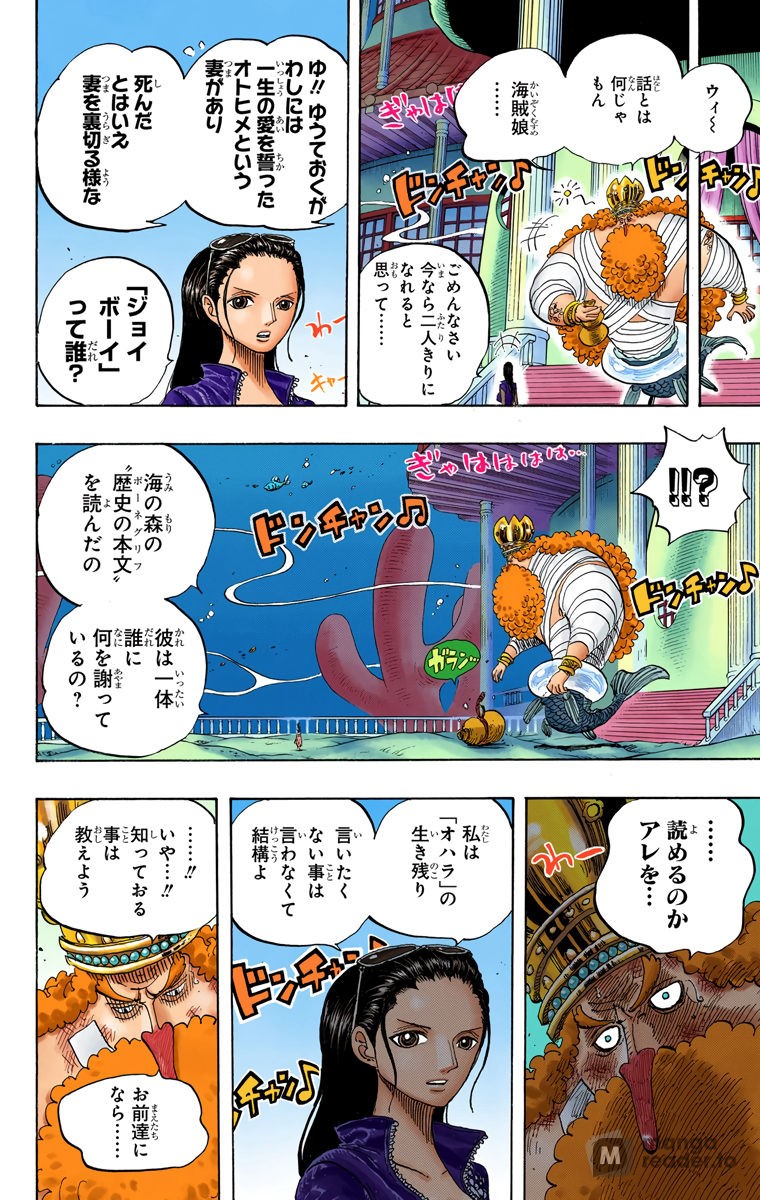 ウィ〜
話とは
何じゃ
もん
海賊娘
……
ぎゃはは
ドンチャン♪
ドンチャン♪
ごめんなさい
今なら二人きりに
なれると
思って……
ゆ!! ゆうておくが
わしには
一生の愛を誓った
オトヒメという
妻があり
死んだ
とはいえ
妻を裏切る様な
「ジョイ
ボーイ」
って誰?
わー
キャー
!!?
ぎゃはははは…
ドンチャン♫
ドンチャン♪
ガラン
海の森の
〝歴史の本文〟
ポーネグリフ
を読んだの
彼は一体
誰に
何を謝って
いるの?
……
読めるのか
アレを…
わー
私は
「オハラ」の
生き残り
言いたく
ない事は
言わなくて
結構よ
ドンチャン♪
ドンチャン♪
……!!
いや…!!
知っておる
事は
教えよう
お前達に
なら……
M
Manga
reader.to